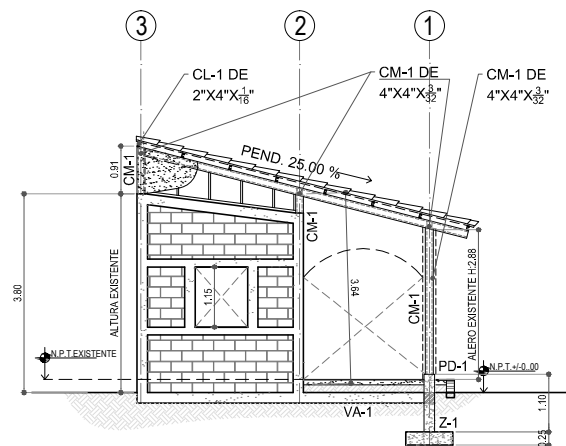 3
2
1
CL-1 DE
2"X4"X1/16"
CM-1 DE
4"X4"X3/32"
CM-1 DE
4"X4"X3/32"
PEND. 25.00 %
0.91
CM-1
CM-1
3.80
ALTURA EXISTENTE
1.15
3.64
CM-1
ALERO EXISTENTE H:2.88
N.P.T.EXISTENTE
PD-1
N.P.T.+/-0.00
VA-1
Z-1
1.10
0.25